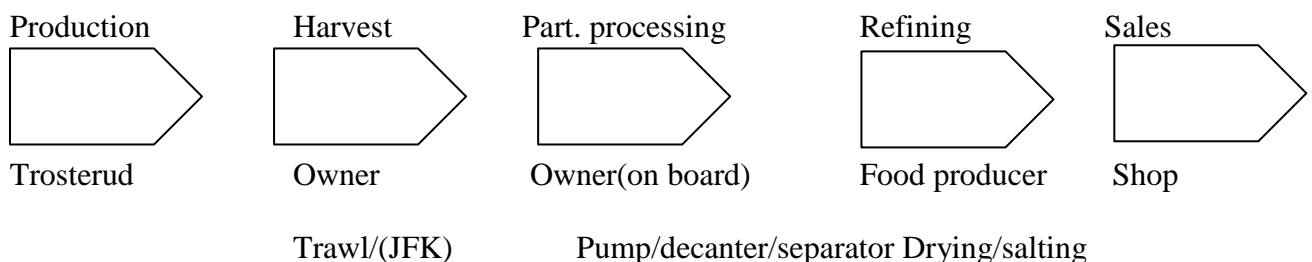 Production Harvest Part. processing Refining Sales
Trosterud Owner Owner(on board) Food producer Shop
Trawl/(JFK) Pump/decanter/separator Drying/salting